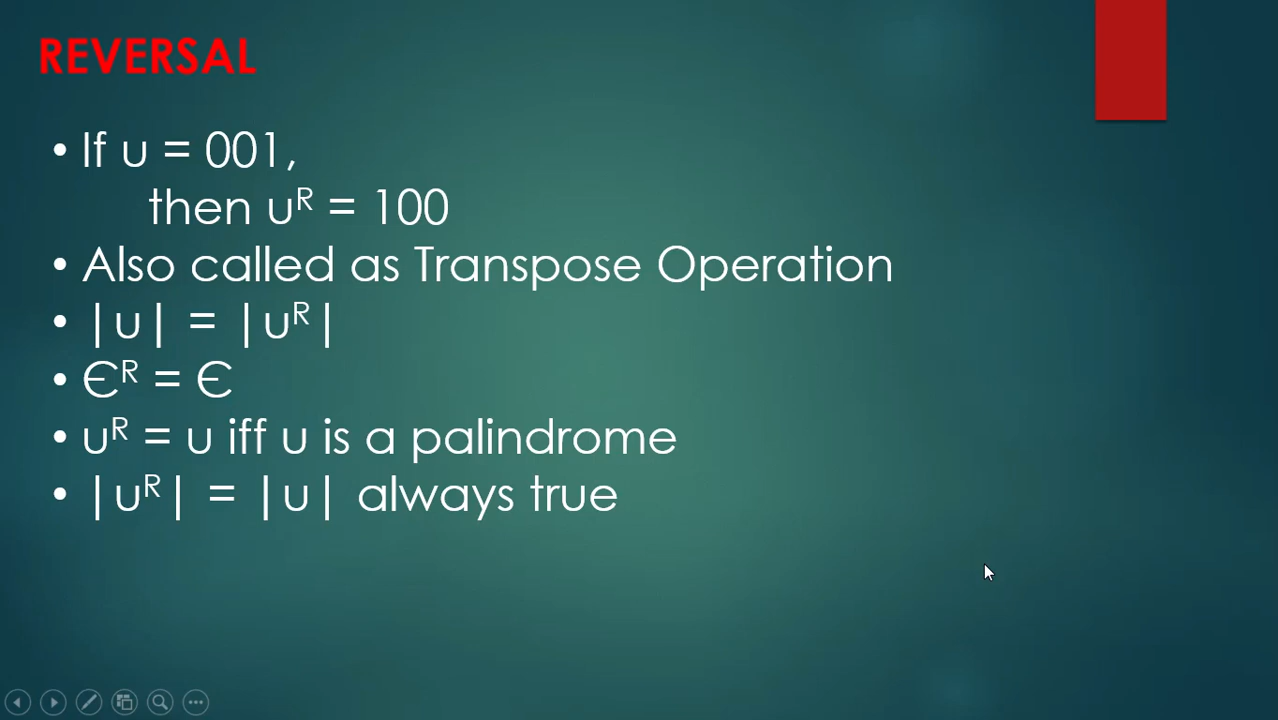 REVERSAL
• If u = 001,
then uᴿ = 100
• Also called as Transpose Operation
• |u| = |uᴿ|
• Єᴿ = Є
• uᴿ = u iff u is a palindrome
• |uᴿ| = |u| always true